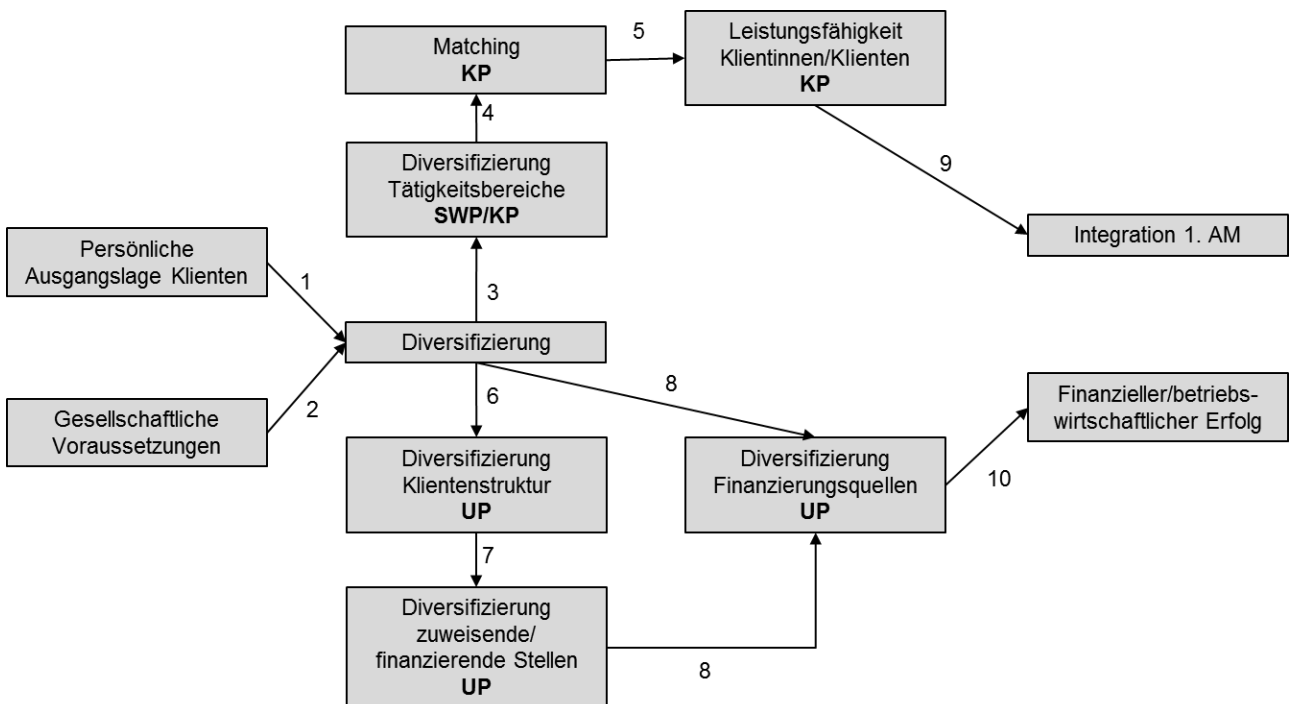 Matching
KP
5
Leistungsfähigkeit
Klientinnen/Klienten
KP
4
Diversifizierung
Tätigkeitsbereiche
SWP/KP
9
Integration 1. AM
Persönliche
Ausgangslage Klienten
1
3
Diversifizierung
2
Gesellschaftliche
Voraussetzungen
6
8
Finanzieller/betriebs-
wirtschaftlicher Erfolg
Diversifizierung
Klientenstruktur
UP
Diversifizierung
Finanzierungsquellen
UP
10
7
Diversifizierung
zuweisende/
finanzierende Stellen
UP
8